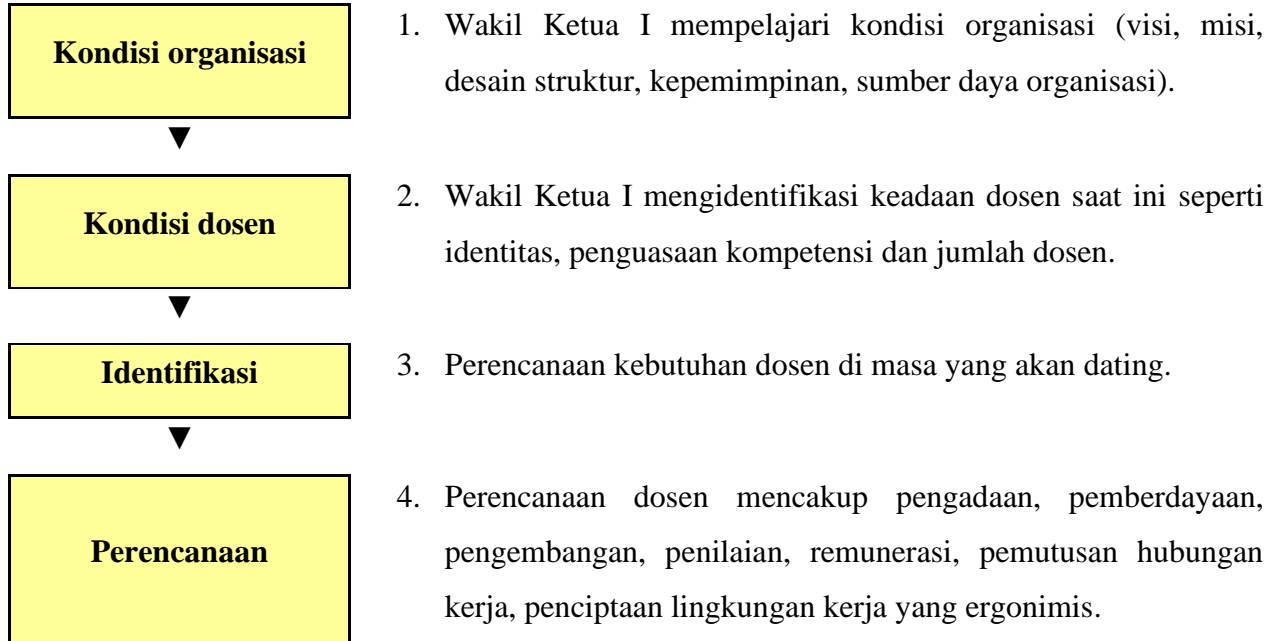 Kondisi organisasi
1. Wakil Ketua I mempelajari kondisi organisasi (visi, misi,
desain struktur, kepemimpinan, sumber daya organisasi).
Kondisi dosen
2. Wakil Ketua I mengidentifikasi keadaan dosen saat ini seperti
identitas, penguasaan kompetensi dan jumlah dosen.
Identifikasi
3. Perencanaan kebutuhan dosen di masa yang akan dating.
Perencanaan
4. Perencanaan dosen mencakup pengadaan, pemberdayaan,
pengembangan, penilaian, remunerasi, pemutusan hubungan
kerja, penciptaan lingkungan kerja yang ergonimis.